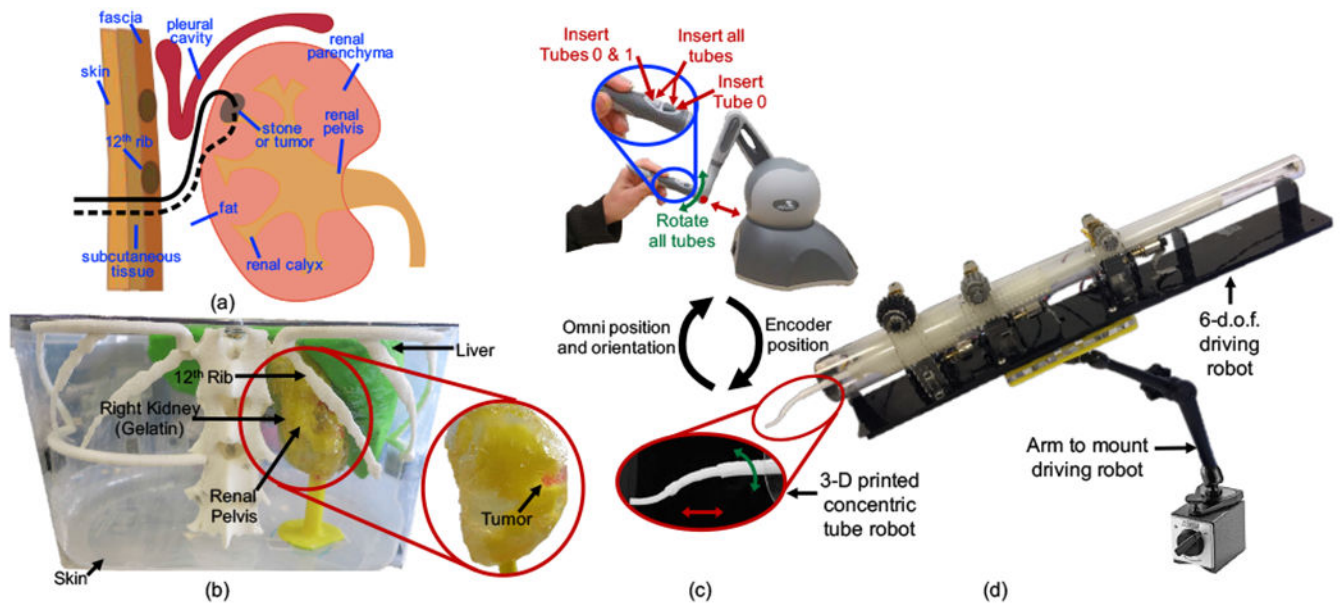 fascia
pleural
cavity
skin
12th rib
renal
parenchyma
renal
pelvis
stone
or tumor
fat
subcutaneous
tissue
renal calyx
(a)
Liver
12th Rib
Right Kidney
(Gelatin)
Renal
Pelvis
Tumor
Skin
(b)
Insert
Tubes 0 & 1
Insert all
tubes
Insert
Tube 0
Rotate
all tubes
Omni position
and orientation
Encoder
position
3-D printed
concentric
tube robot
(c)
6-d.o.f.
driving
robot
Arm to mount
driving robot
(d)